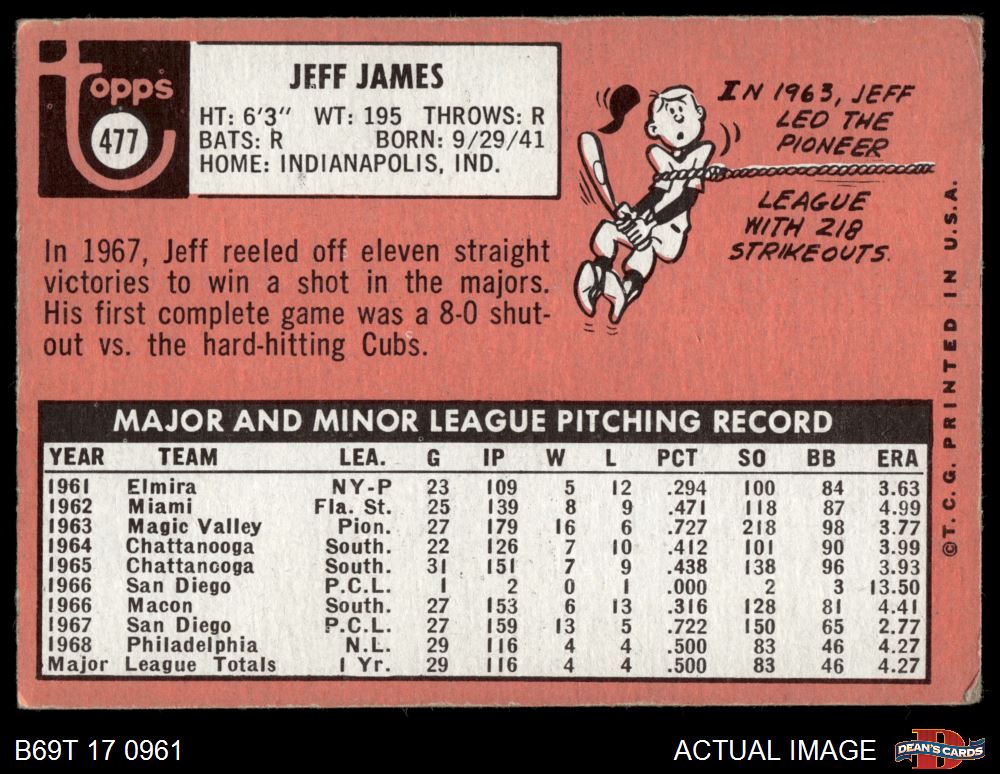 topps
477
JEFF JAMES
HT: 6'3" WT: 195 THROWS: R
BATS: R BORN: 9/29/41
HOME: INDIANAPOLIS, IND.
In 1967, Jeff reeled off eleven straight
victories to win a shot in the majors.
His first complete game was a 8-0 shut-
out vs. the hard-hitting Cubs.
IN 1963, JEFF
LED THE
PIONEER
LEAGUE
WITH 218
STRIKEOUTS.
©T.C.G. PRINTED IN U.S.A.
MAJOR AND MINOR LEAGUE PITCHING RECORD
YEAR TEAM LEA. G IP W L PCT SO BB ERA
1961 Elmira NY-P 23 109 5 12 .294 100 84 3.63
1962 Miami Fla. St. 25 139 8 9 .471 118 87 4.99
1963 Magic Valley Pion. 27 179 16 6 .727 218 98 3.77
1964 Chattanooga South. 22 126 7 10 .412 101 90 3.99
1965 Chattanooga South. 31 151 7 9 .438 138 96 3.93
1966 San Diego P.C.L. 1 2 0 1 .000 2 3 13.50
1966 Macon South. 27 153 6 13 .316 128 81 4.41
1967 San Diego P.C.L. 27 159 13 5 .722 150 65 2.77
1968 Philadelphia N.L. 29 116 4 4 .500 83 46 4.27
Major League Totals 1 Yr. 29 116 4 4 .500 83 46 4.27
B69T 17 0961
ACTUAL IMAGE
DEAN'S CARDS